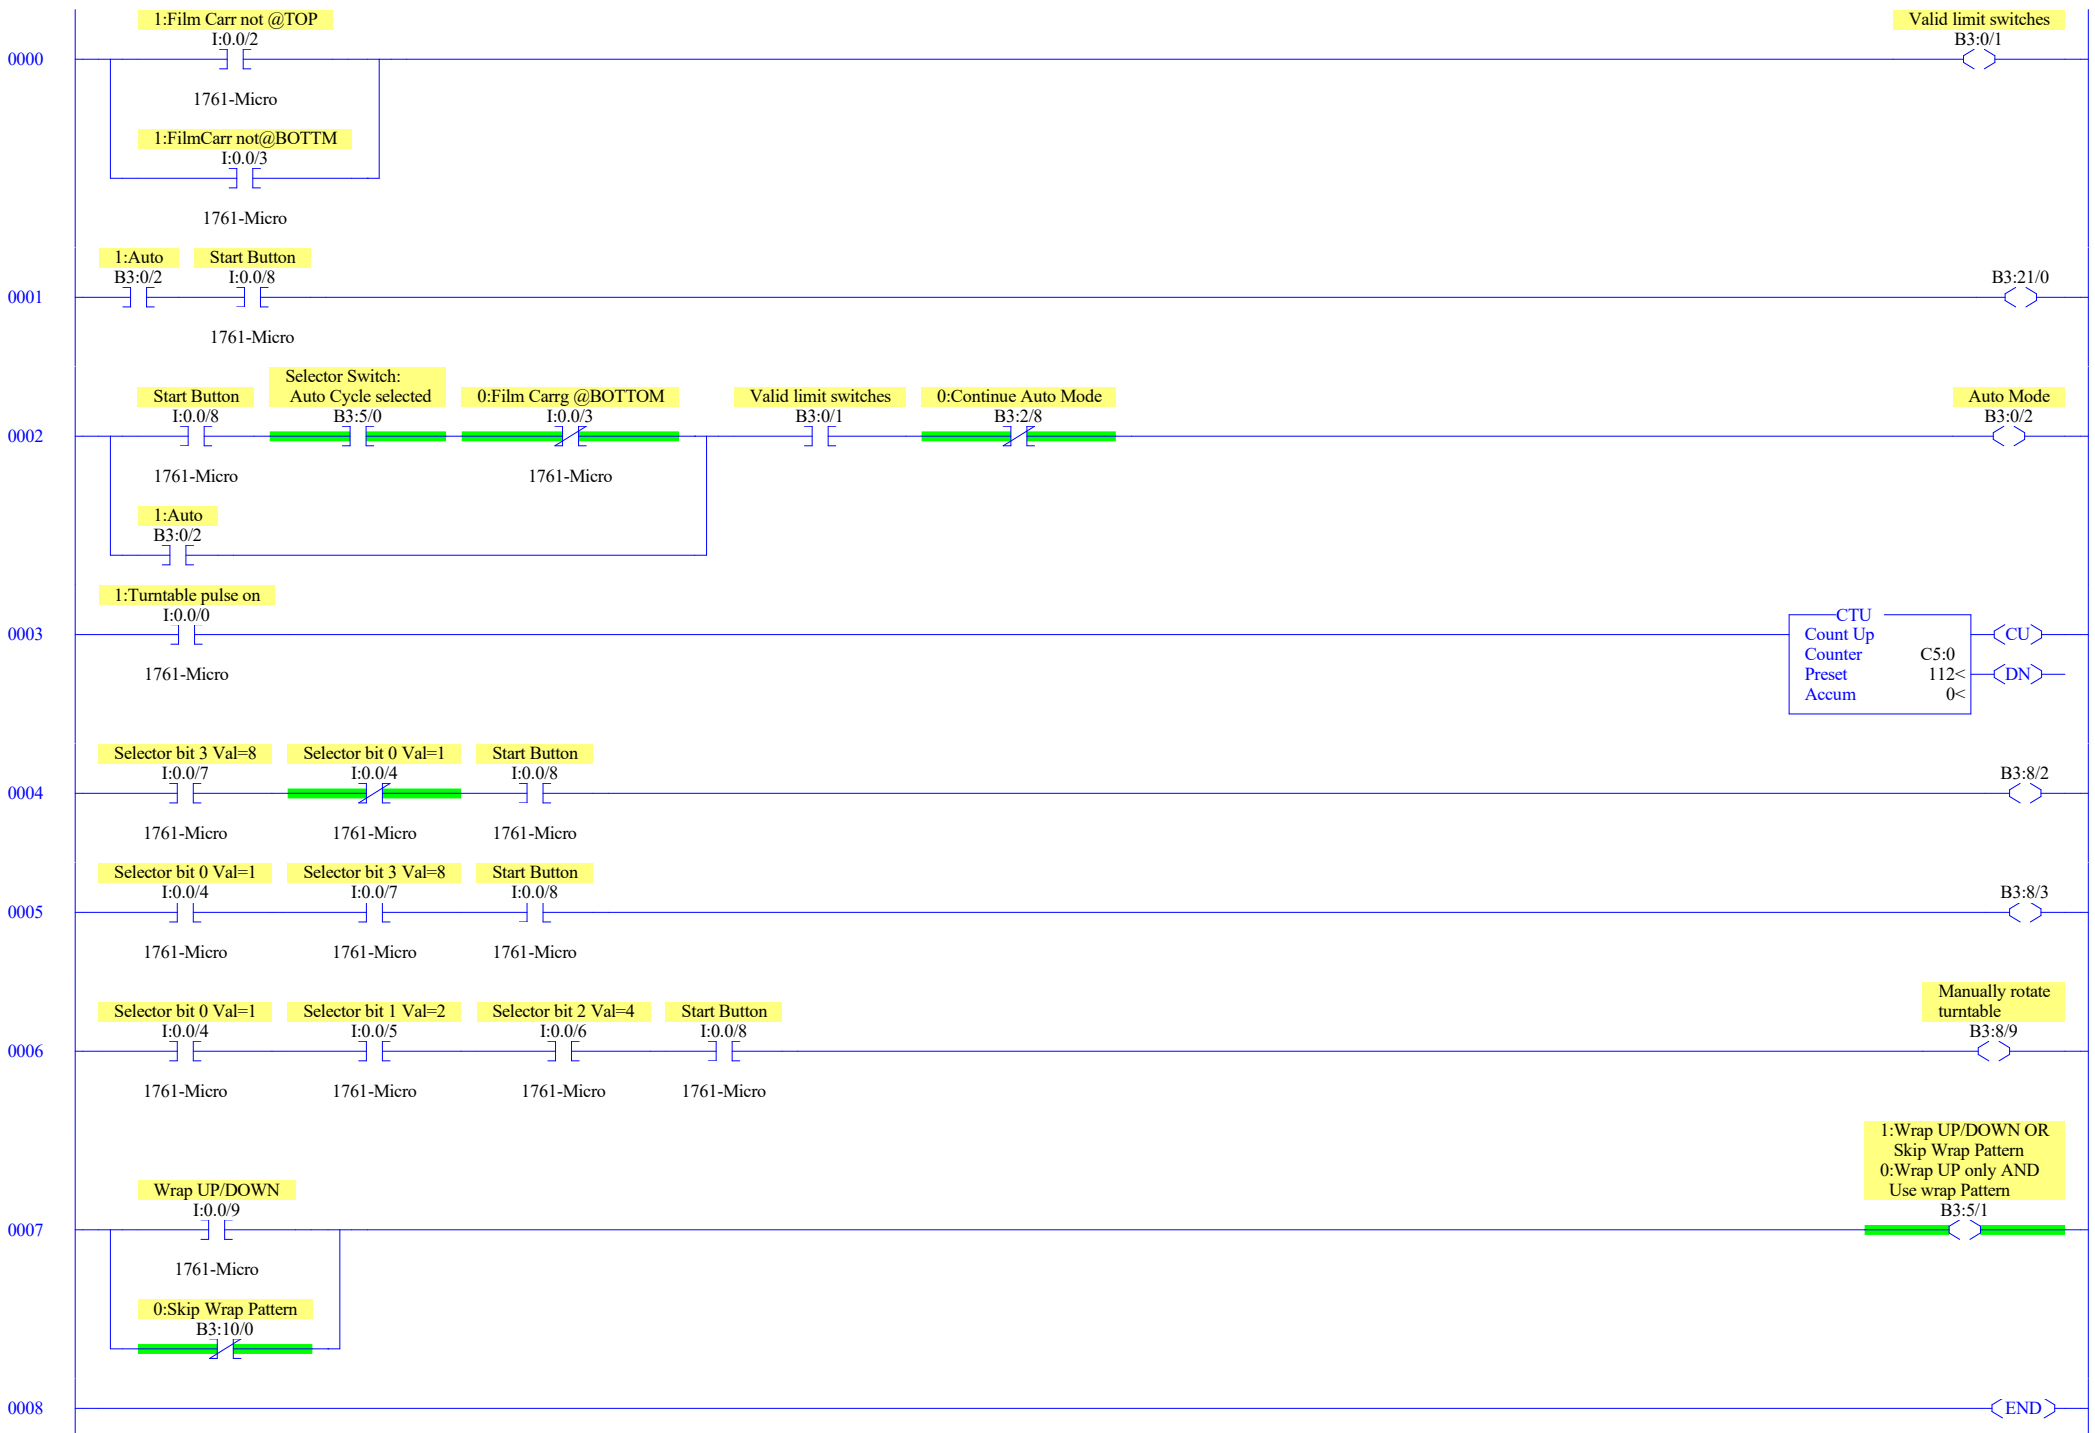 1:Film Carr not @TOP
I:0.0/2
Valid limit switches
B3:0/1
0000
1761-Micro
1:FilmCarr not@BOTTM
I:0.0/3
1761-Micro
1:Auto
B3:0/2
Start Button
I:0.0/8
B3:21/0
0001
1761-Micro
Start Button
I:0.0/8
Selector Switch:
Auto Cycle selected
B3:5/0
0:Film Carrg @BOTTOM
I:0.0/3
Valid limit switches
B3:0/1
0:Continue Auto Mode
B3:2/8
Auto Mode
B3:0/2
0002
1761-Micro
1761-Micro
1:Auto
B3:0/2
1:Turntable pulse on
I:0.0/0
0003
1761-Micro
CTU
Count Up
Counter C5:0
Preset 112<
Accum 0<
CU
DN
Selector bit 3 Val=8
I:0.0/7
Selector bit 0 Val=1
I:0.0/4
Start Button
I:0.0/8
B3:8/2
0004
1761-Micro
1761-Micro
1761-Micro
Selector bit 0 Val=1
I:0.0/4
Selector bit 3 Val=8
I:0.0/7
Start Button
I:0.0/8
B3:8/3
0005
1761-Micro
1761-Micro
1761-Micro
Selector bit 0 Val=1
I:0.0/4
Selector bit 1 Val=2
I:0.0/5
Selector bit 2 Val=4
I:0.0/6
Start Button
I:0.0/8
Manually rotate
turntable
B3:8/9
0006
1761-Micro
1761-Micro
1761-Micro
1761-Micro
Wrap UP/DOWN
I:0.0/9
1:Wrap UP/DOWN OR
Skip Wrap Pattern
0:Wrap UP only AND
Use wrap Pattern
B3:5/1
0007
1761-Micro
0:Skip Wrap Pattern
B3:10/0
0008
END